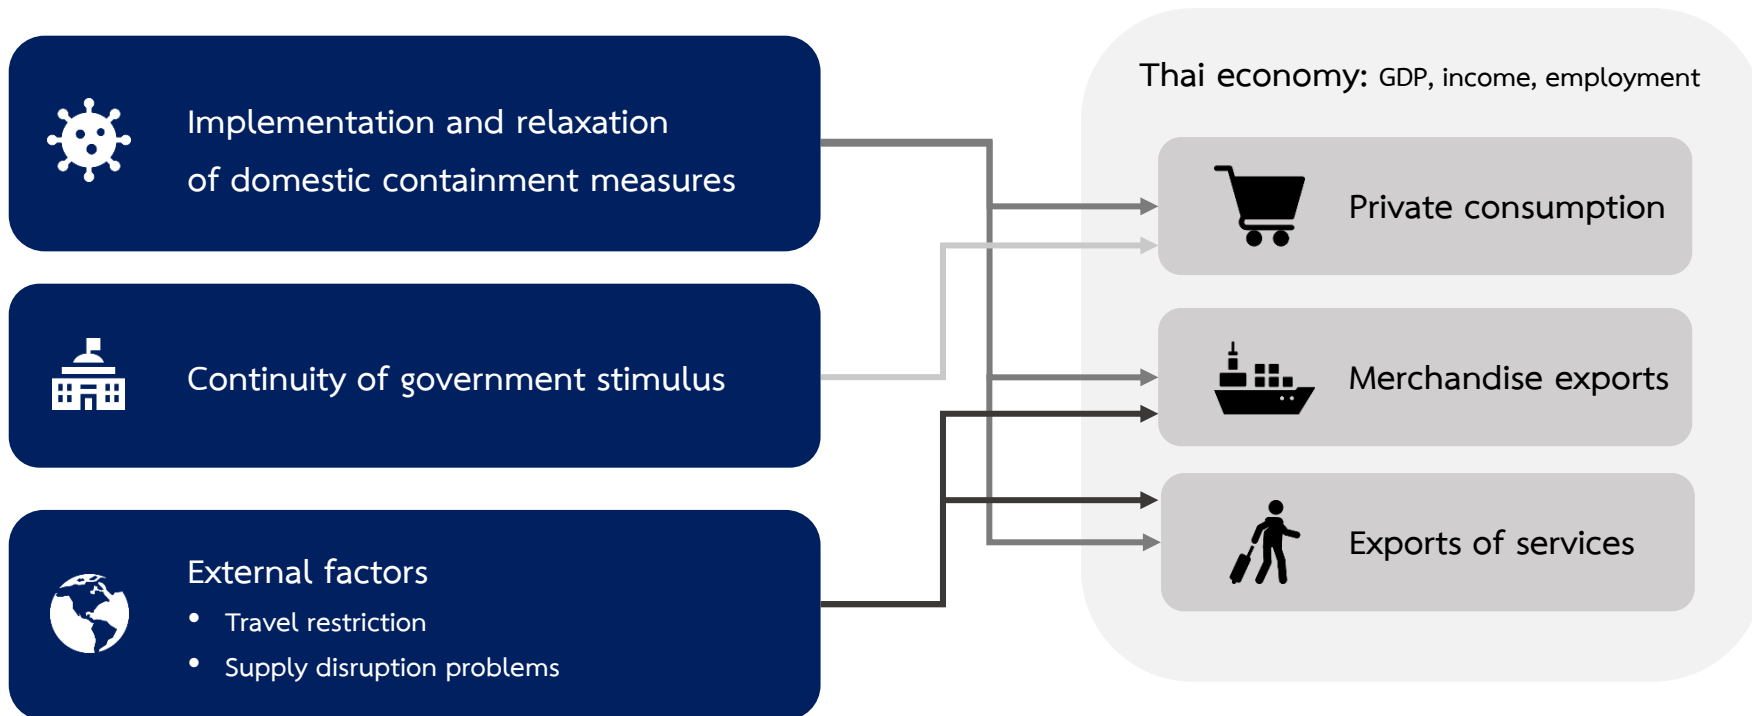 Implementation and relaxation
of domestic containment measures
Continuity of government stimulus
External factors
• Travel restriction
• Supply disruption problems
Thai economy: GDP, income, employment
Private consumption
Merchandise exports
Exports of services